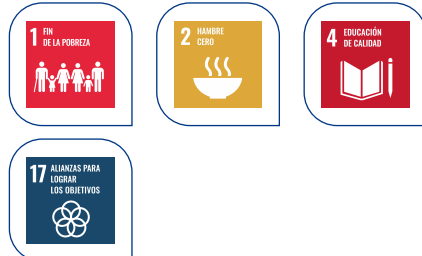 1 FIN
DE LA POBREZA
2 HAMBRE
CERO
4 EDUCACIÓN
DE CALIDAD
17 ALIANZAS PARA
LOGRAR
LOS OBJETIVOS